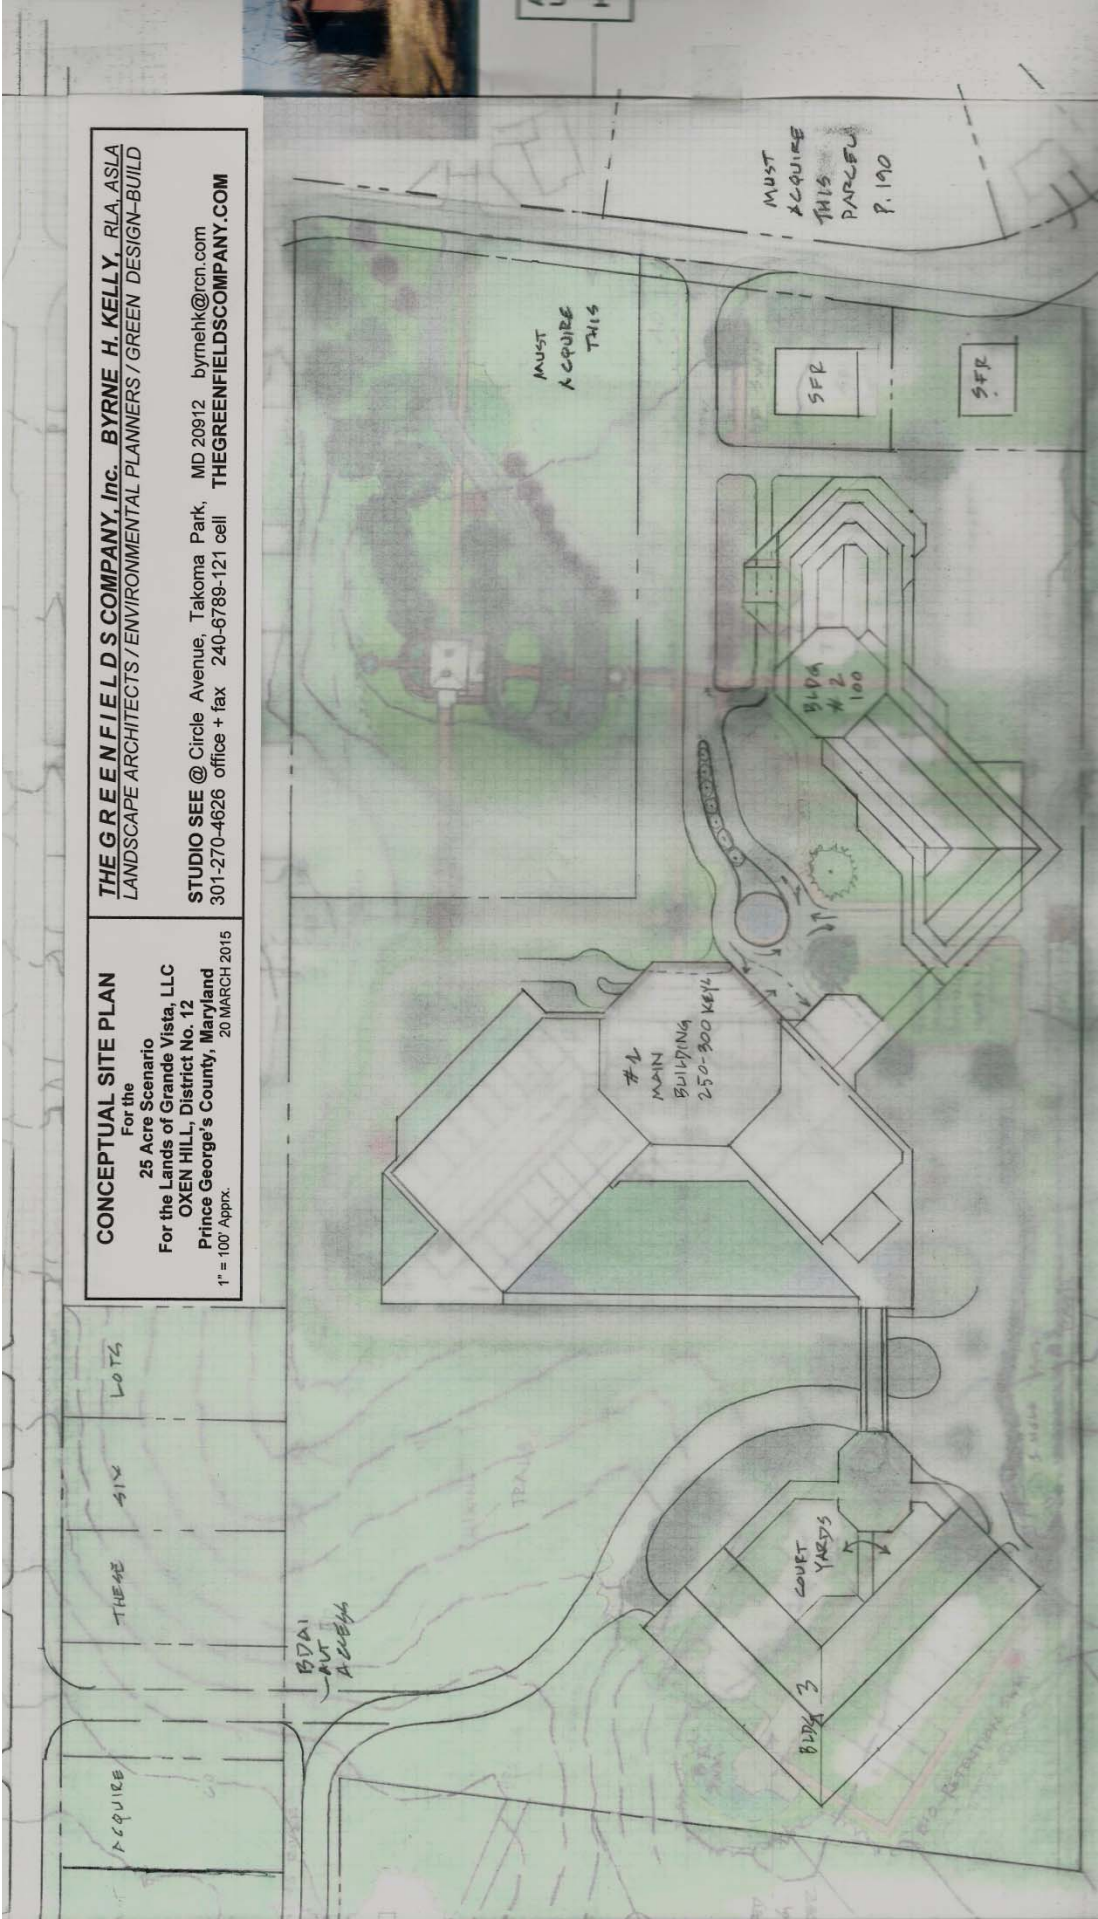 CONCEPTUAL SITE PLAN
For the
25 Acre Scenario
For the Lands of Grande Vista, LLC
OXEN HILL, District No. 12
Prince George's County, Maryland
1" = 100' Apprx. 20 MARCH 2015
THE G R E E N F I E L D S COMPANY, Inc. BYRNE H. KELLY, RLA, ASLA
LANDSCAPE ARCHITECTS / ENVIRONMENTAL PLANNERS / GREEN DESIGN-BUILD
STUDIO SEE @ Circle Avenue, Takoma Park, MD 20912 byrnehk@rcn.com
301-270-4626 office + fax 240-6789-121 cell THEGREENFIELDSCOMPANY.COM
ACQUIRE THESE SIX LOTS
ALT
ACCESS
TRAIL
MUST
ACQUIRE
THIS
MUST
ACQUIRE
THIS
PARCEL
P. 190
SFR
SFR
#1
MAIN
BUILDING
250-300 KEYS
BLDG
# 2
100
COURT
YARDS
BLDG 3
BIO-RETENTION